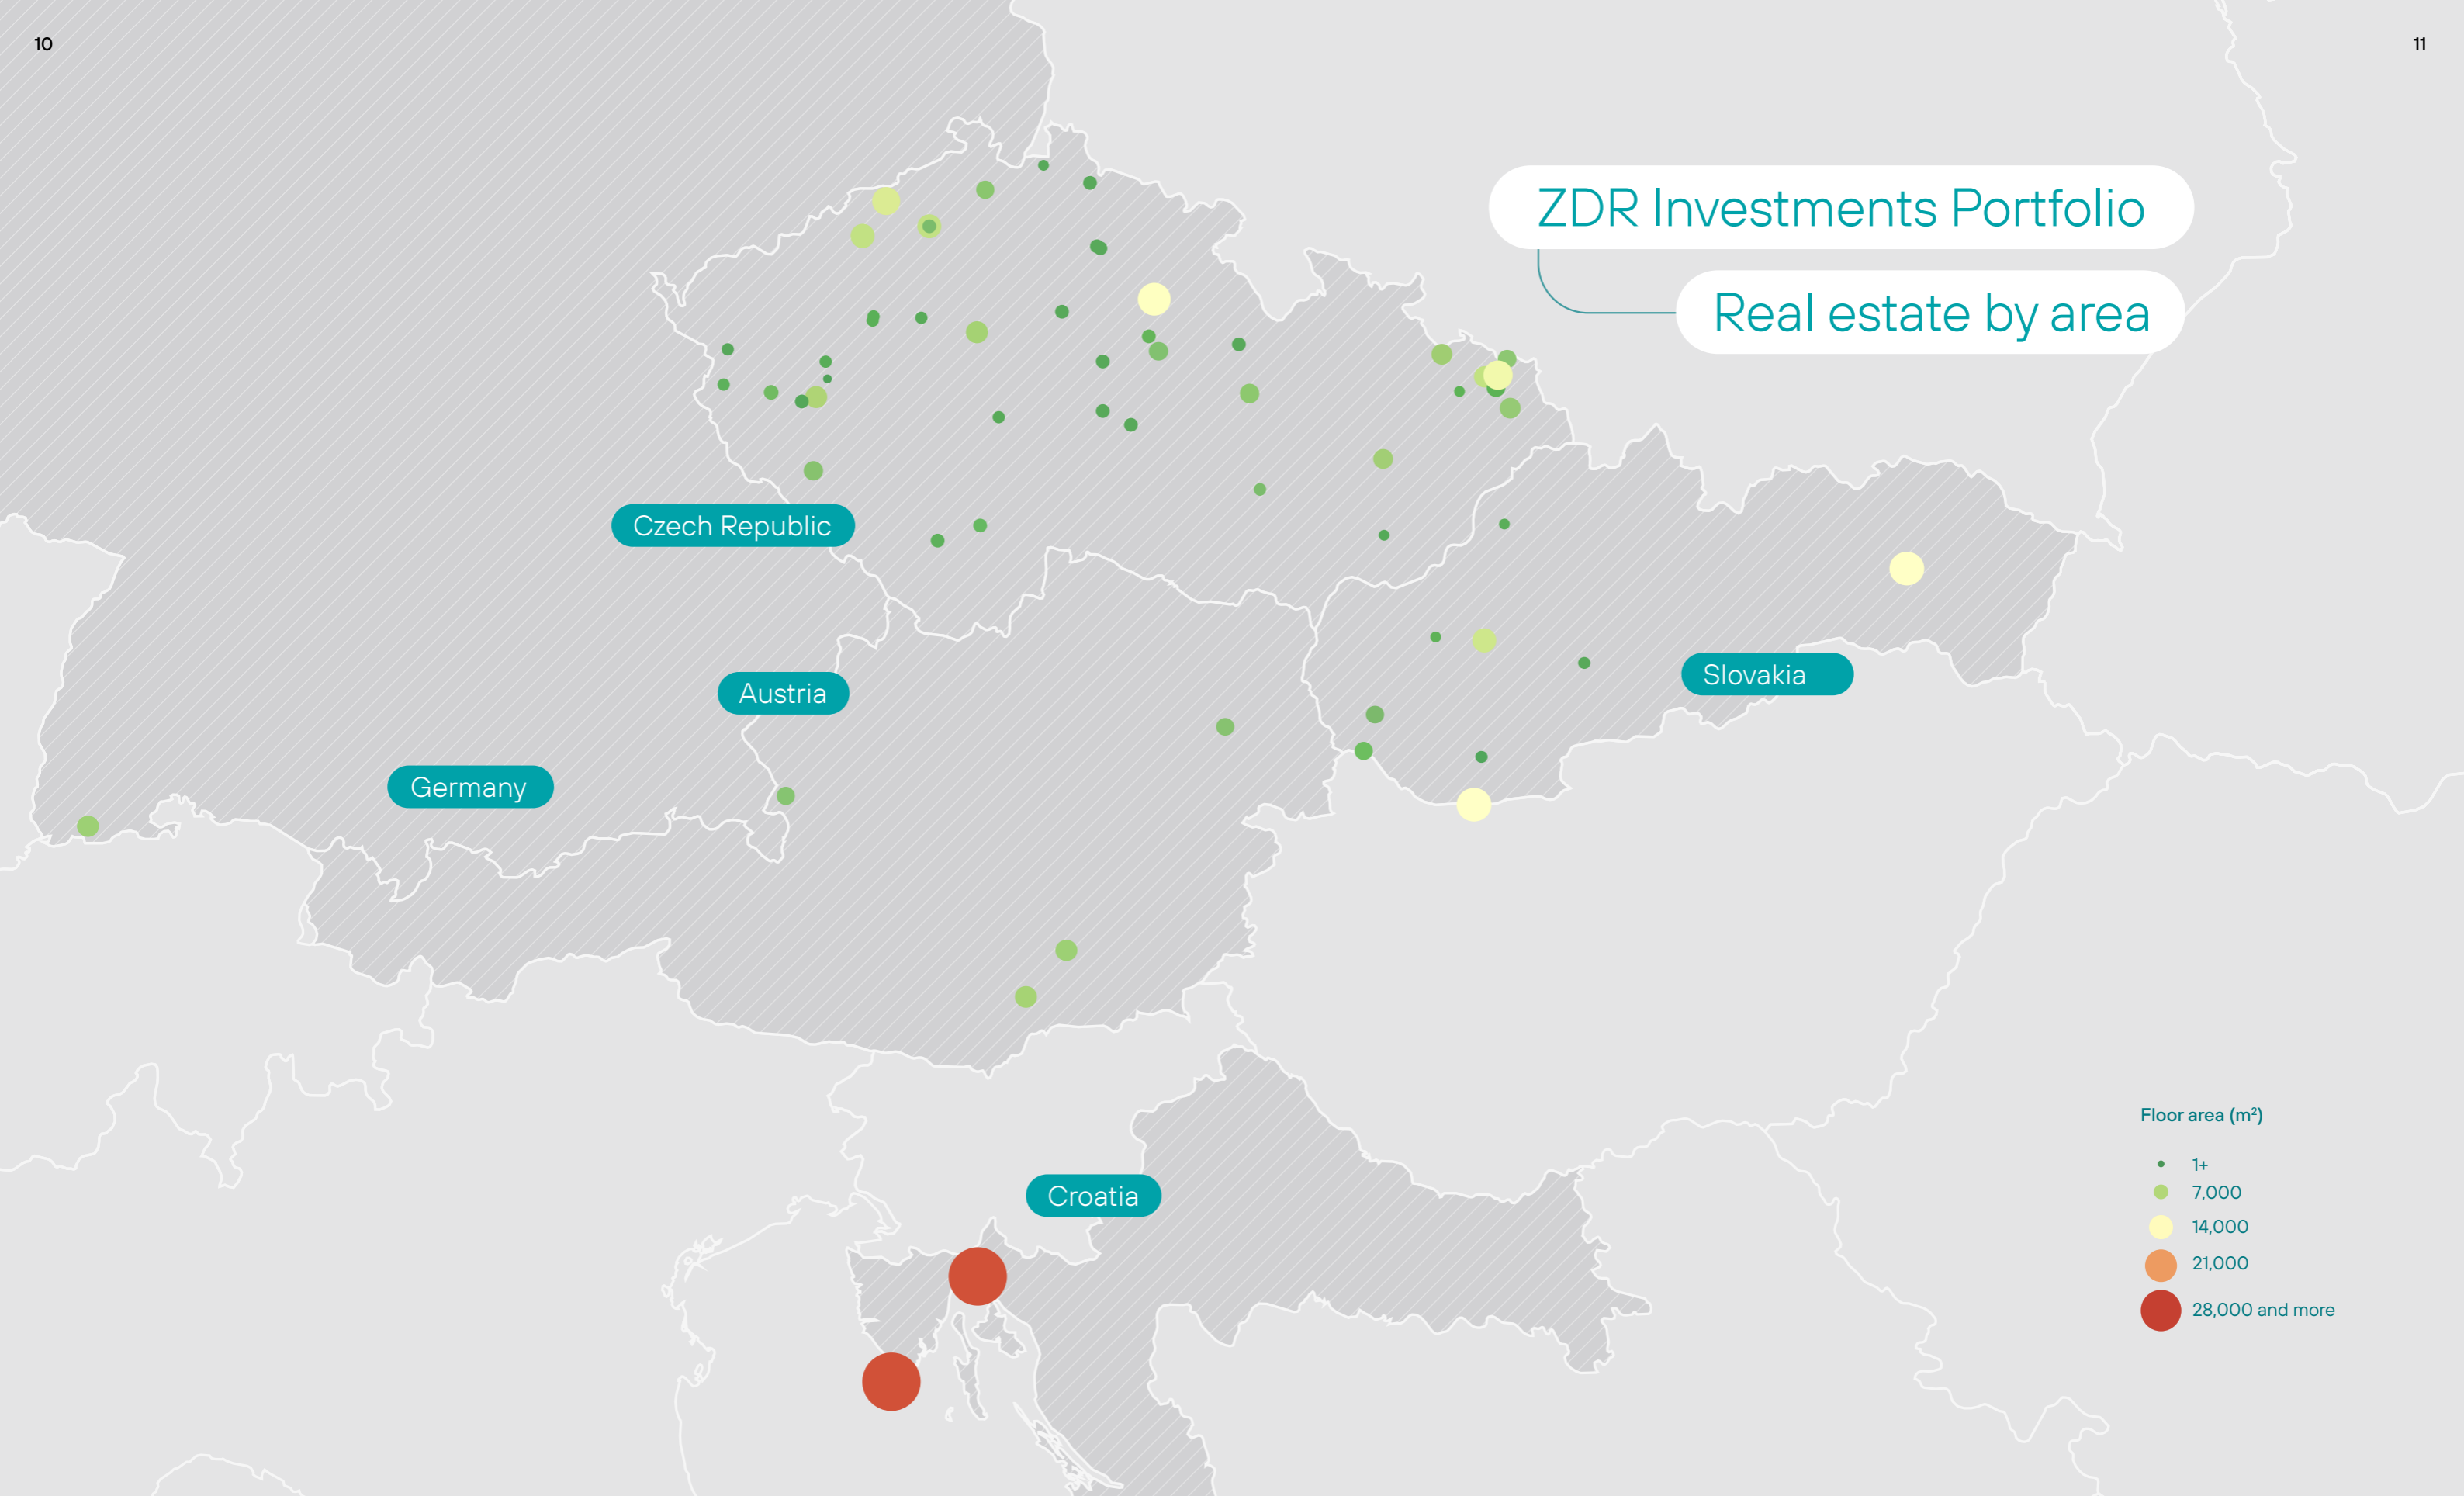 10
11
ZDR Investments Portfolio
Real estate by area
Czech Republic
Austria
Slovakia
Germany
Croatia
Floor area (m²)
1+
7,000
14,000
21,000
28,000 and more